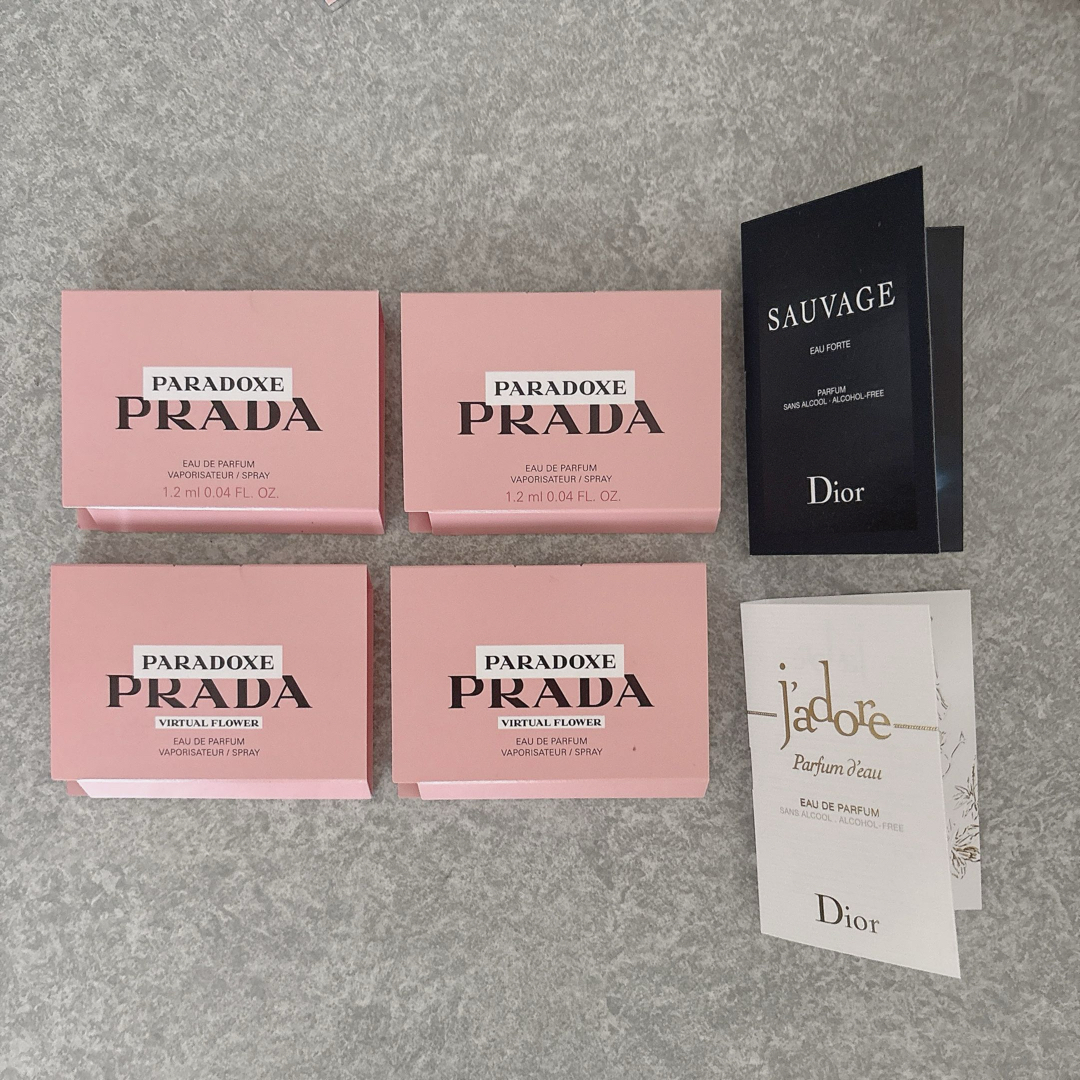 PARADOXE
PRADA
EAU DE PARFUM
VAPORISATEUR / SPRAY
1.2 ml 0.04 FL. OZ.
PARADOXE
PRADA
EAU DE PARFUM
VAPORISATEUR / SPRAY
1.2 ml 0.04 FL. OZ.
SAUVAGE
EAU FORTE
PARFUM
SANS ALCOOL · ALCOHOL-FREE
Dior
PARADOXE
PRADA
VIRTUAL FLOWER
EAU DE PARFUM
VAPORISATEUR / SPRAY
PARADOXE
PRADA
VIRTUAL FLOWER
EAU DE PARFUM
VAPORISATEUR / SPRAY
j'adore
Parfum d'eau
EAU DE PARFUM
SANS ALCOOL . ALCOHOL-FREE
Dior